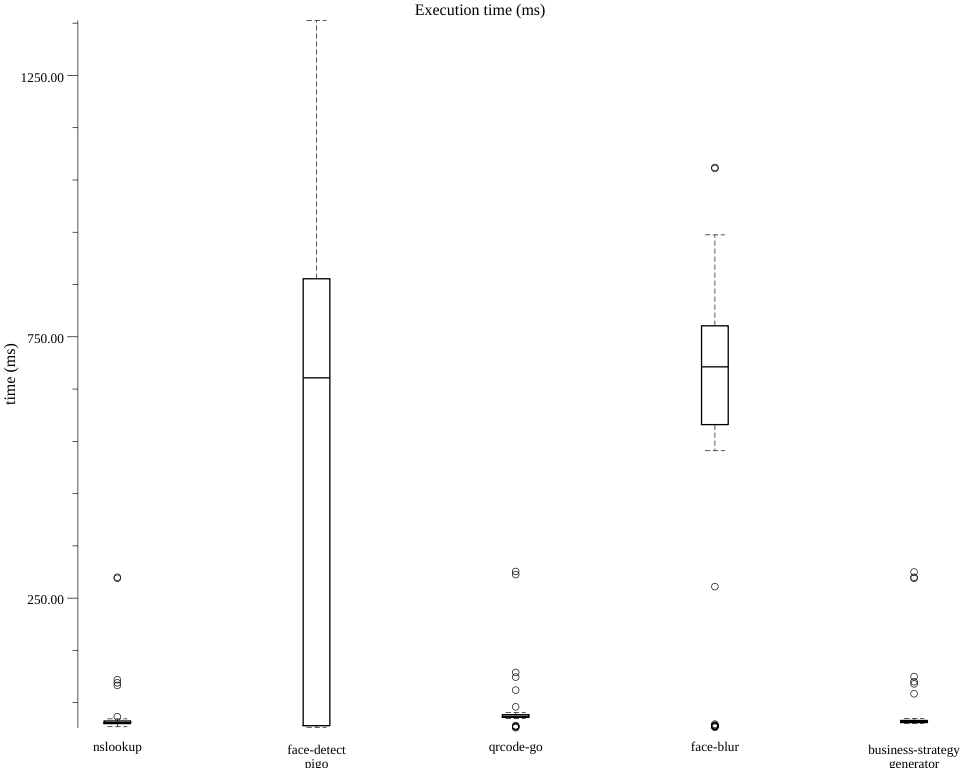 Execution time (ms)
1250.00
750.00
time (ms)
250.00
nslookup
face-detect
pigo
qrcode-go
face-blur
business-strategy
generator